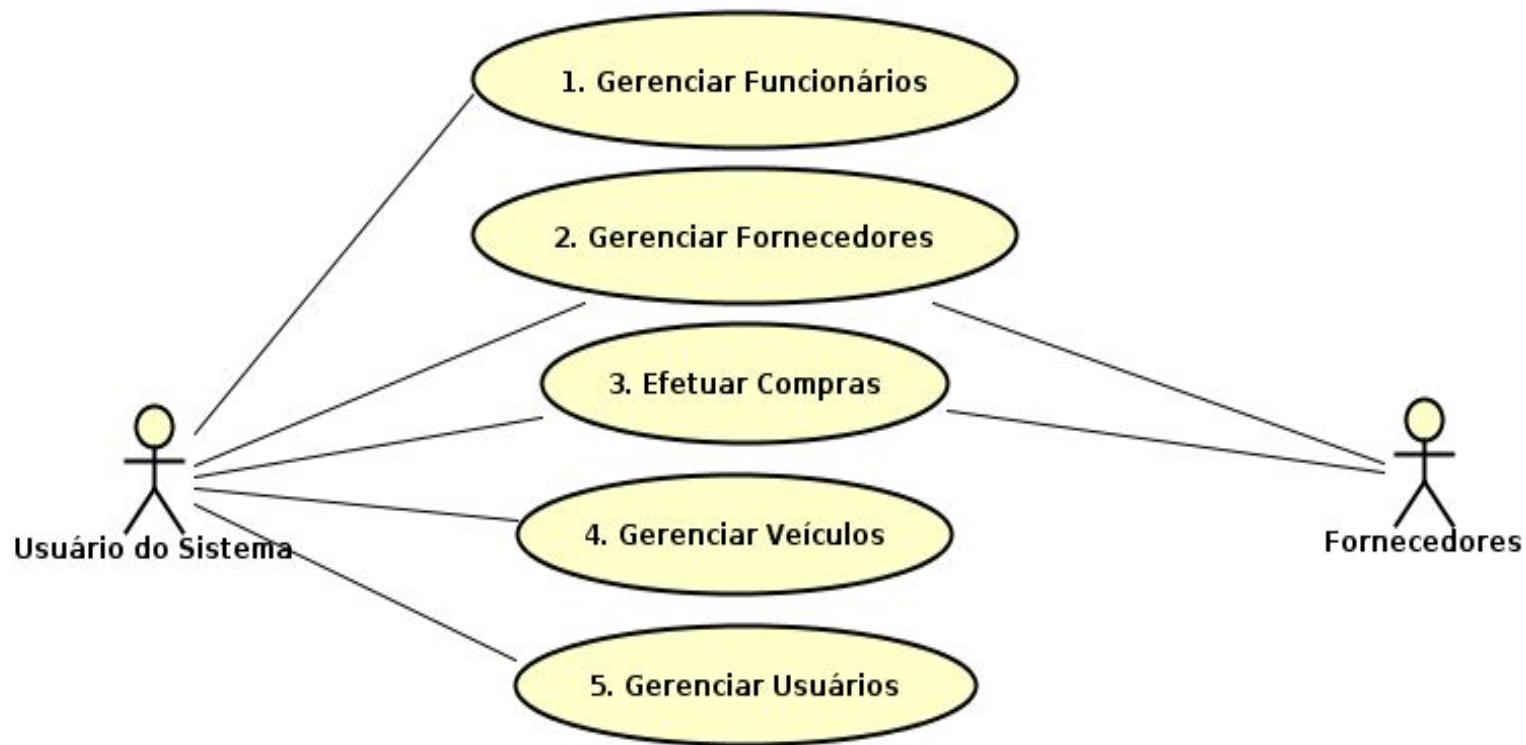 1. Gerenciar Funcionários
2. Gerenciar Fornecedores
3. Efetuar Compras
4. Gerenciar Veículos
5. Gerenciar Usuários
Usuário do Sistema
Fornecedores